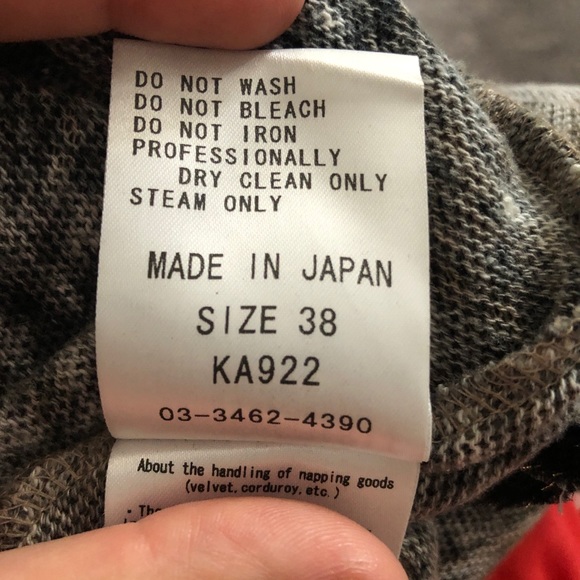 DO NOT WASH
DO NOT BLEACH
DO NOT IRON
PROFESSIONALLY
DRY CLEAN ONLY
STEAM ONLY
MADE IN JAPAN
SIZE 38
KA922
03-3462-4390
About the handling of napping goods
(velvet, corduroy, etc.)